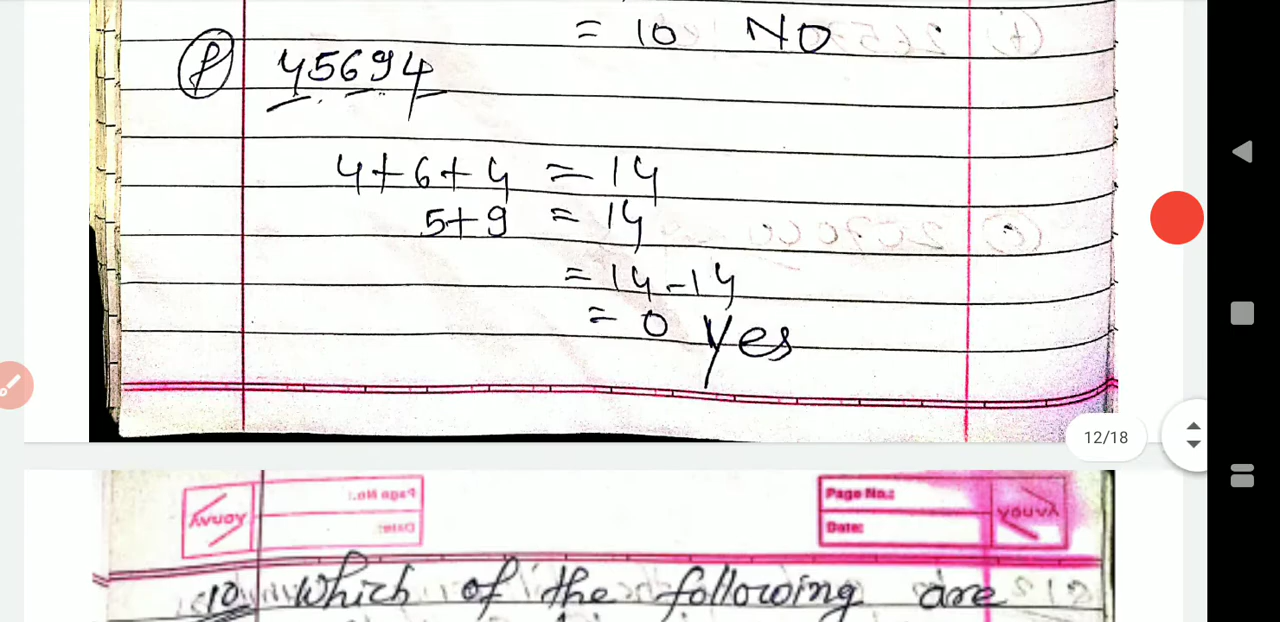 = 10 NO
(f) 45694
4+6+4 = 14
5+9 = 14
= 14-14
= 0 Yes
12/18
Page No.:
Date:
youvA
10. Which of the following are